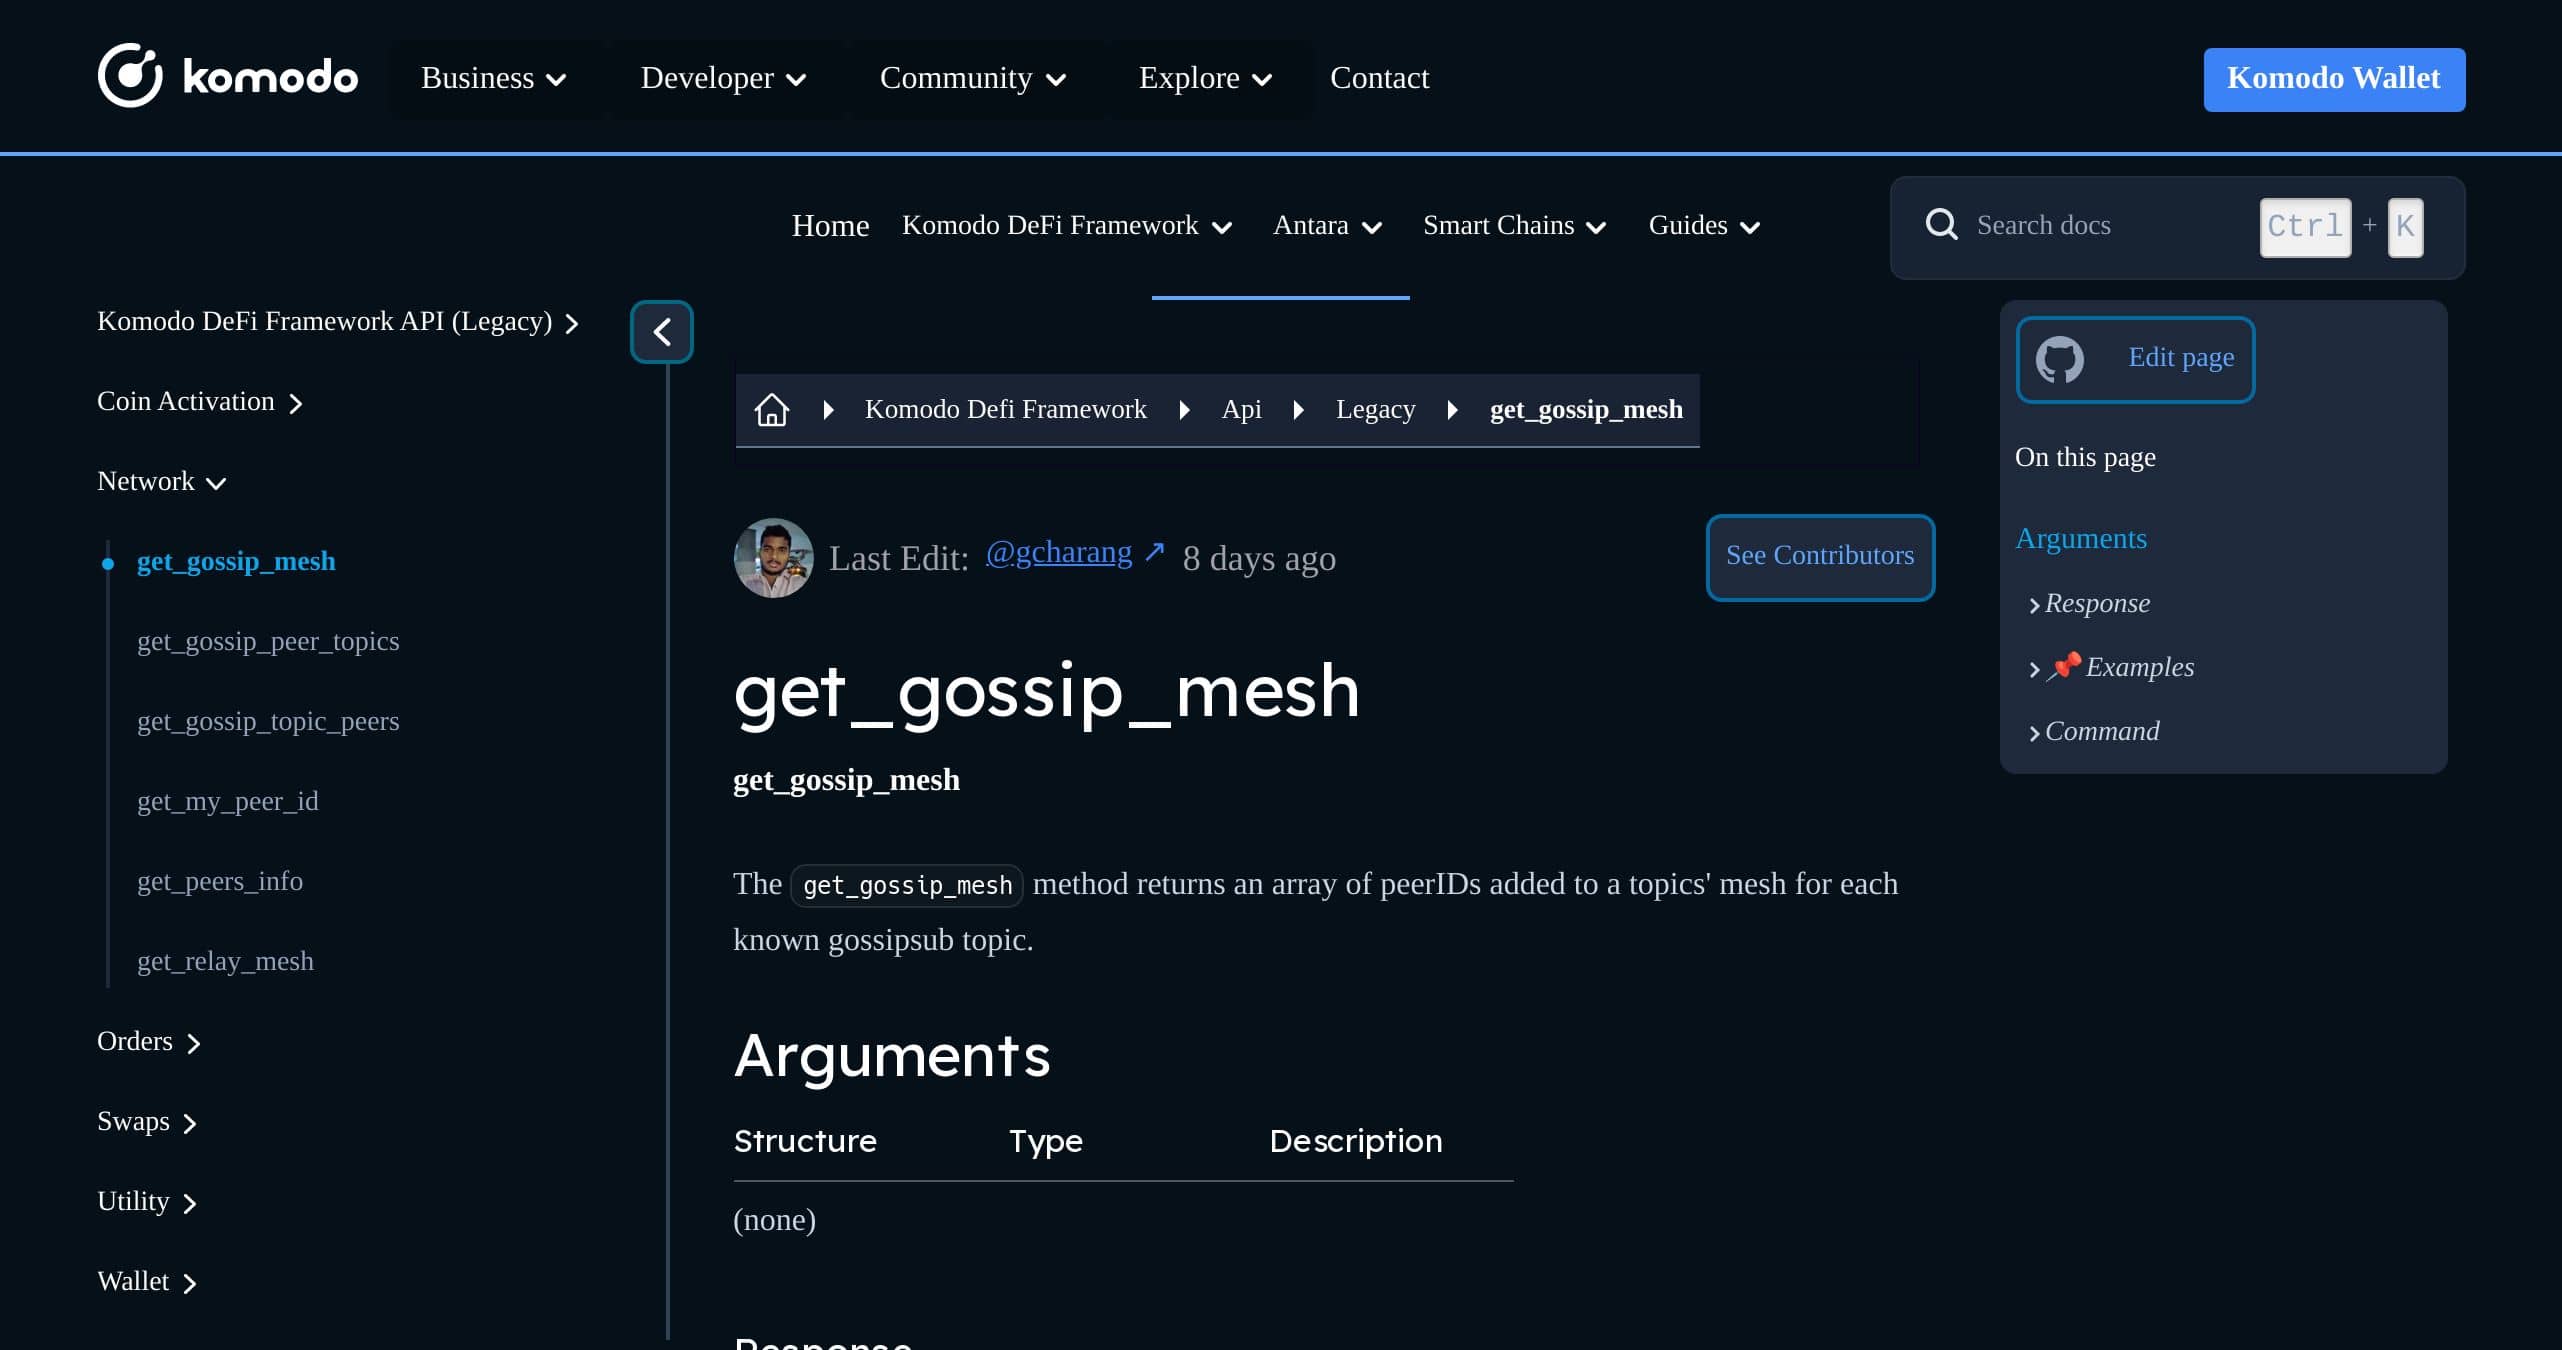 komodo Business Developer Community Explore Contact Komodo Wallet
Home Komodo DeFi Framework Antara Smart Chains Guides Search docs Ctrl + K
Komodo DeFi Framework API (Legacy)
Coin Activation
Network
get_gossip_mesh
get_gossip_peer_topics
get_gossip_topic_peers
get_my_peer_id
get_peers_info
get_relay_mesh
Orders
Swaps
Utility
Wallet
Komodo Defi Framework Api Legacy get_gossip_mesh
Last Edit: @gcharang ↗ 8 days ago See Contributors
get_gossip_mesh
get_gossip_mesh
The get_gossip_mesh method returns an array of peerIDs added to a topics' mesh for each
known gossipsub topic.
Arguments
Structure Type Description
(none)
Response
Edit page
On this page
Arguments
Response
📌 Examples
Command